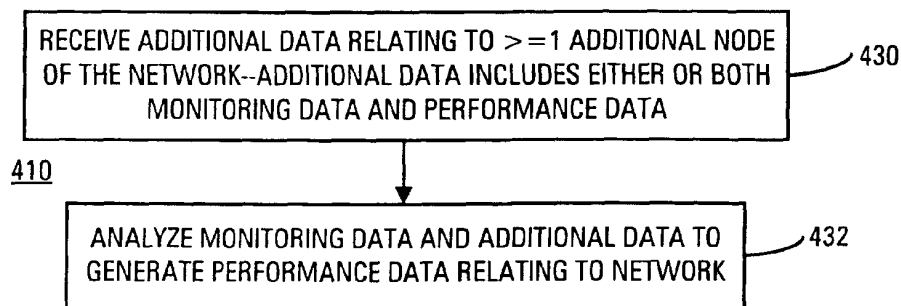 RECEIVE ADDITIONAL DATA RELATING TO >=1 ADDITIONAL NODE
OF THE NETWORK--ADDITIONAL DATA INCLUDES EITHER OR BOTH
MONITORING DATA AND PERFORMANCE DATA
430
410
ANALYZE MONITORING DATA AND ADDITIONAL DATA TO
GENERATE PERFORMANCE DATA RELATING TO NETWORK
432